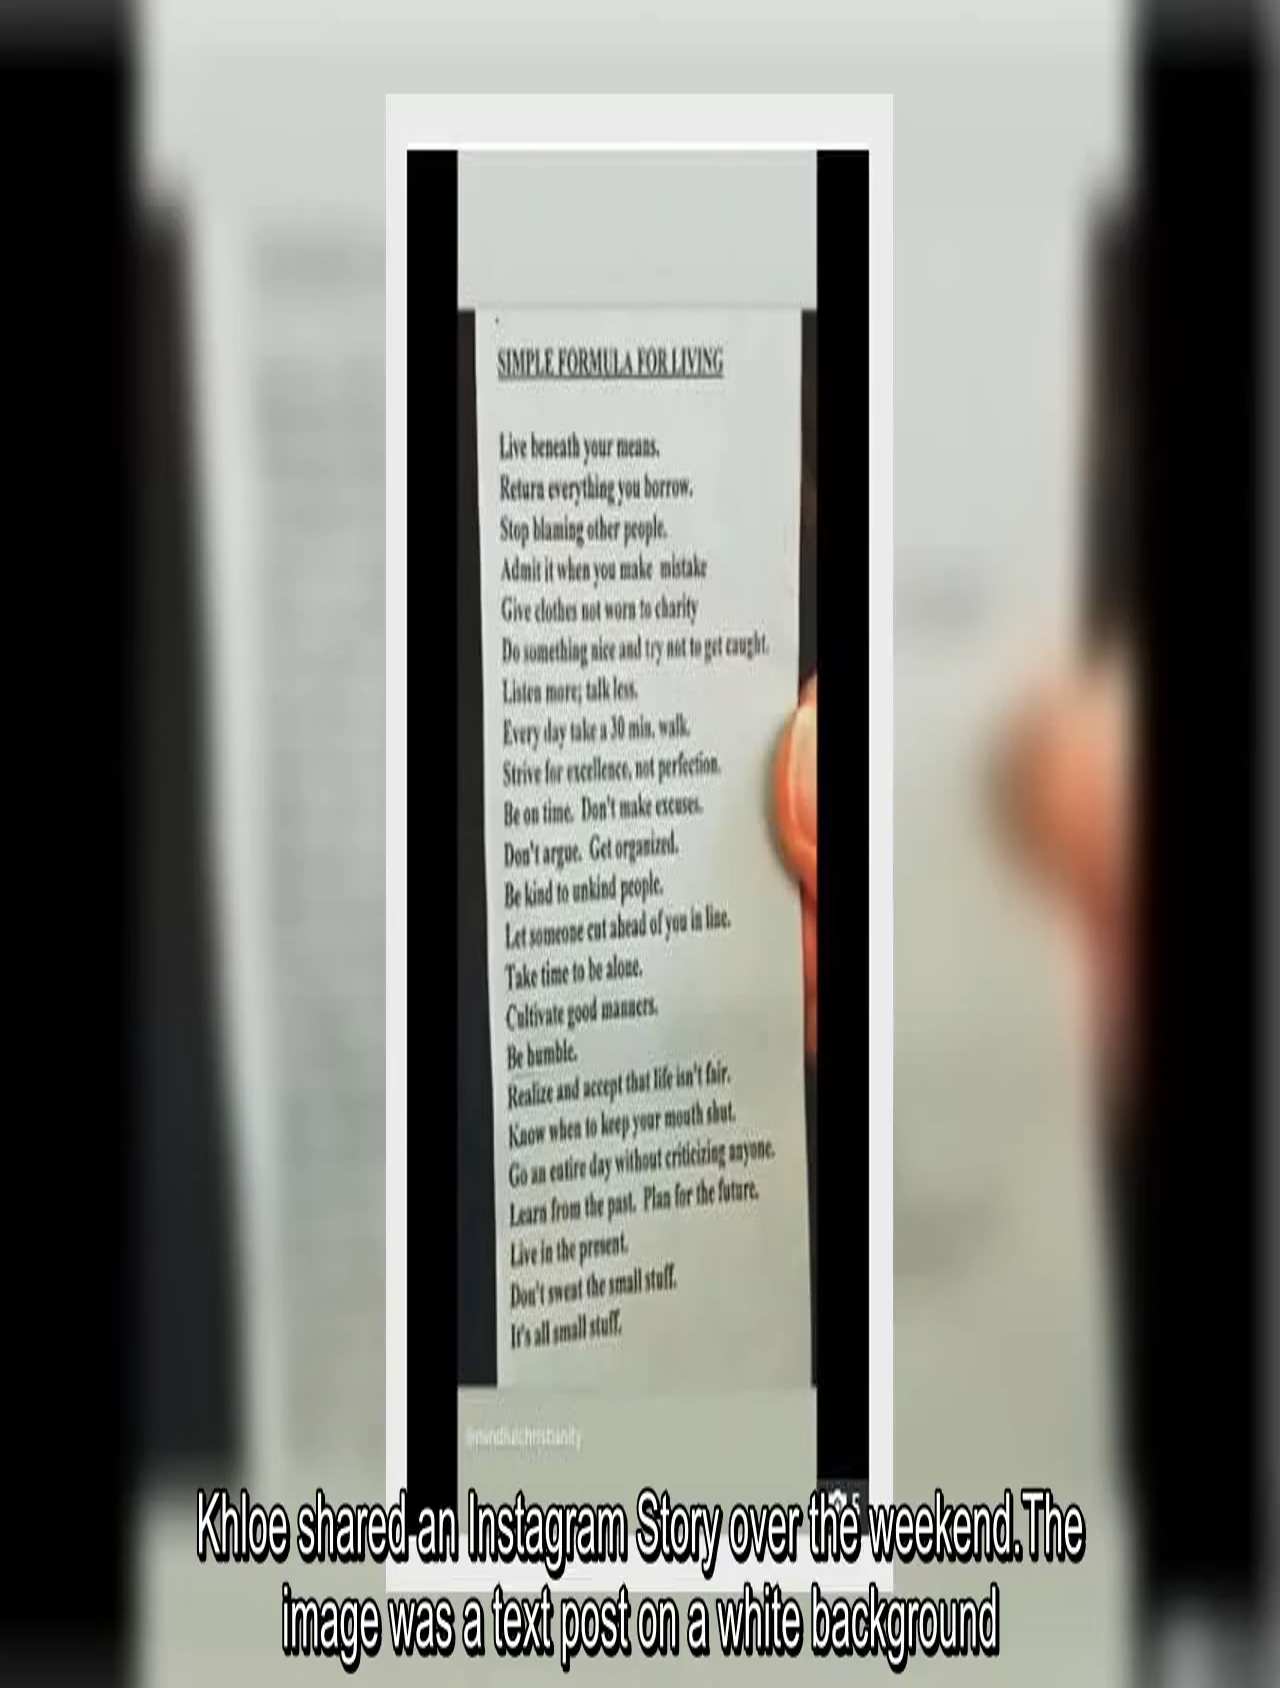 SIMPLE FORMULA FOR LIVING
Live beneath your means.
Return everything you borrow.
Stop blaming other people.
Admit it when you make mistake
Give clothes not worn to charity
Do something nice and try not to get caught.
Listen more; talk less.
Every day take a 30 min. walk.
Strive for excellence, not perfection.
Be on time. Don't make excuses.
Don't argue. Get organized.
Be kind to unkind people.
Let someone cut ahead of you in line.
Take time to be alone.
Cultivate good manners.
Be humble.
Realize and accept that life isn't fair.
Know when to keep your mouth shut.
Go an entire day without criticizing anyone.
Learn from the past. Plan for the future.
Live in the present.
Don't sweat the small stuff.
It's all small stuff.
@mindfulchristianity
5
Khloe shared an Instagram Story over the weekend.The
image was a text post on a white background